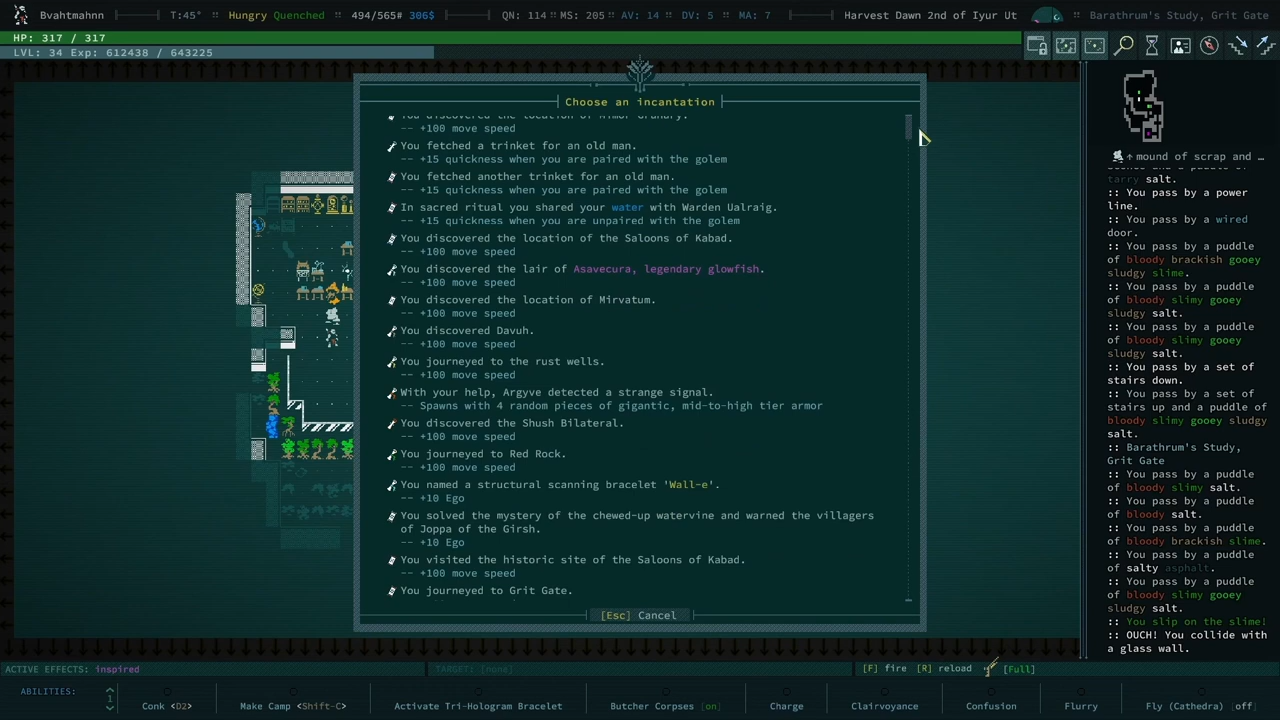 Bvahtmahn T:45° Hungry Quenched 494/565# 306$ QN: 114 MS: 205 AV: 14 DV: 5 MA: 7 Harvest Dawn 2nd of Iyur Ut Barathrum's Study, Grit Gate
HP: 317 / 317
LVL: 34 Exp: 612438 / 643225
Choose an incantation
-- +100 move speed
You fetched a trinket for an old man.
-- +15 quickness when you are paired with the golem
You fetched another trinket for an old man.
-- +15 quickness when you are paired with the golem
In sacred ritual you shared your water with Warden Ualraig.
-- +15 quickness when you are unpaired with the golem
You discovered the location of the Saloons of Kabad.
-- +100 move speed
You discovered the lair of Asavecura, legendary glowfish.
-- +100 move speed
You discovered the location of Mirvatum.
-- +100 move speed
You discovered Davuh.
-- +100 move speed
You journeyed to the rust wells.
-- +100 move speed
With your help, Argyve detected a strange signal.
-- Spawns with 4 random pieces of gigantic, mid-to-high tier armor
You discovered the Shush Bilateral.
-- +100 move speed
You journeyed to Red Rock.
-- +100 move speed
You named a structural scanning bracelet 'Wall-e'.
-- +10 Ego
You solved the mystery of the chewed-up watervine and warned the villagers
of Joppa of the Girsh.
-- +10 Ego
You visited the historic site of the Saloons of Kabad.
-- +100 move speed
You journeyed to Grit Gate.
[Esc] Cancel
mound of scrap and …
tarry salt.
:: You pass by a power
line.
:: You pass by a wired
door.
:: You pass by a puddle
of bloody brackish gooey
sludgy slime.
:: You pass by a puddle
of bloody slimy gooey
sludgy salt.
:: You pass by a puddle
of bloody slimy gooey
sludgy salt.
:: You pass by a set of
stairs down.
:: You pass by a set of
stairs up and a puddle of
bloody slimy gooey sludgy
salt.
:: Barathrum's Study,
Grit Gate
:: You pass by a puddle
of bloody slimy salt.
:: You pass by a puddle
of bloody salt.
:: You pass by a puddle
of bloody brackish slime.
:: You pass by a puddle
of salty asphalt.
:: You pass by a puddle
of bloody slimy gooey
sludgy salt.
:: You slip on the slime!
:: OUCH! You collide with
a glass wall.
ACTIVE EFFECTS: inspired TARGET: [none] [F] fire [R] reload [Full]
ABILITIES: 1 Conk <D2> Make Camp <Shift-C> Activate Tri-Hologram Bracelet Butcher Corpses [on] Charge Clairvoyance Confusion Flurry Fly (Cathedra) [off]